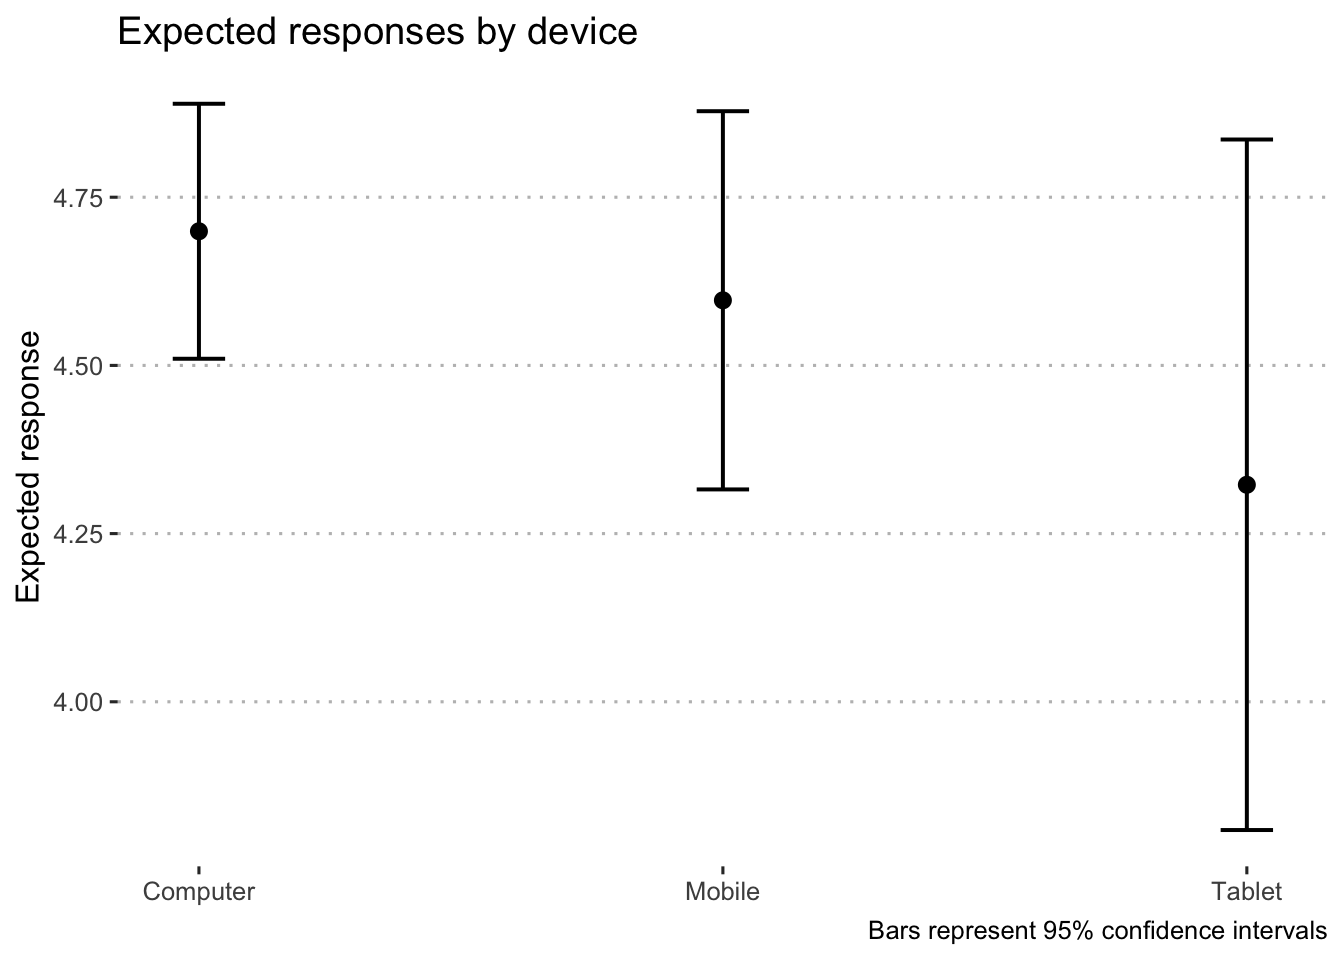 Expected responses by device
Expected response
4.75
4.50
4.25
4.00
Computer Mobile Tablet
Bars represent 95% confidence intervals